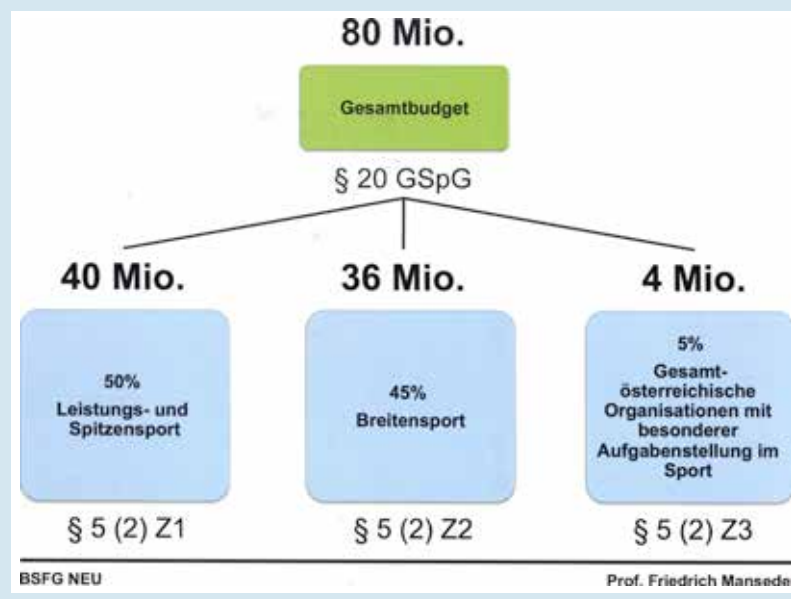 80 Mio.
Gesamtbudget
§ 20 GSpG
40 Mio.
36 Mio.
4 Mio.
50%
Leistungs- und
Spitzensport
45%
Breitensport
5%
Gesamt-
österreichische
Organisationen mit
besonderer
Aufgabenstellung im
Sport
§ 5 (2) Z1
§ 5 (2) Z2
§ 5 (2) Z3
BSFG NEU
Prof. Friedrich Mansede